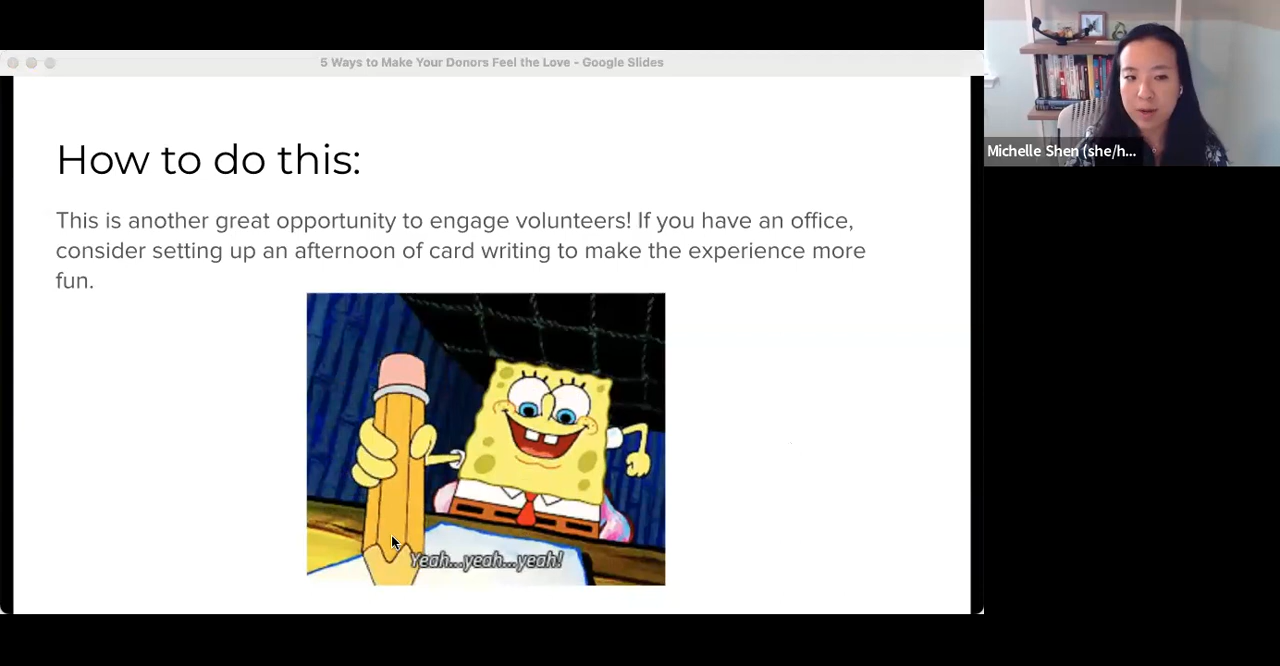 5 Ways to Make Your Donors Feel the Love - Google Slides
How to do this:
This is another great opportunity to engage volunteers! If you have an office,
consider setting up an afternoon of card writing to make the experience more
fun.
Yeah...yeah...yeah!
Michelle Shen (she/h...